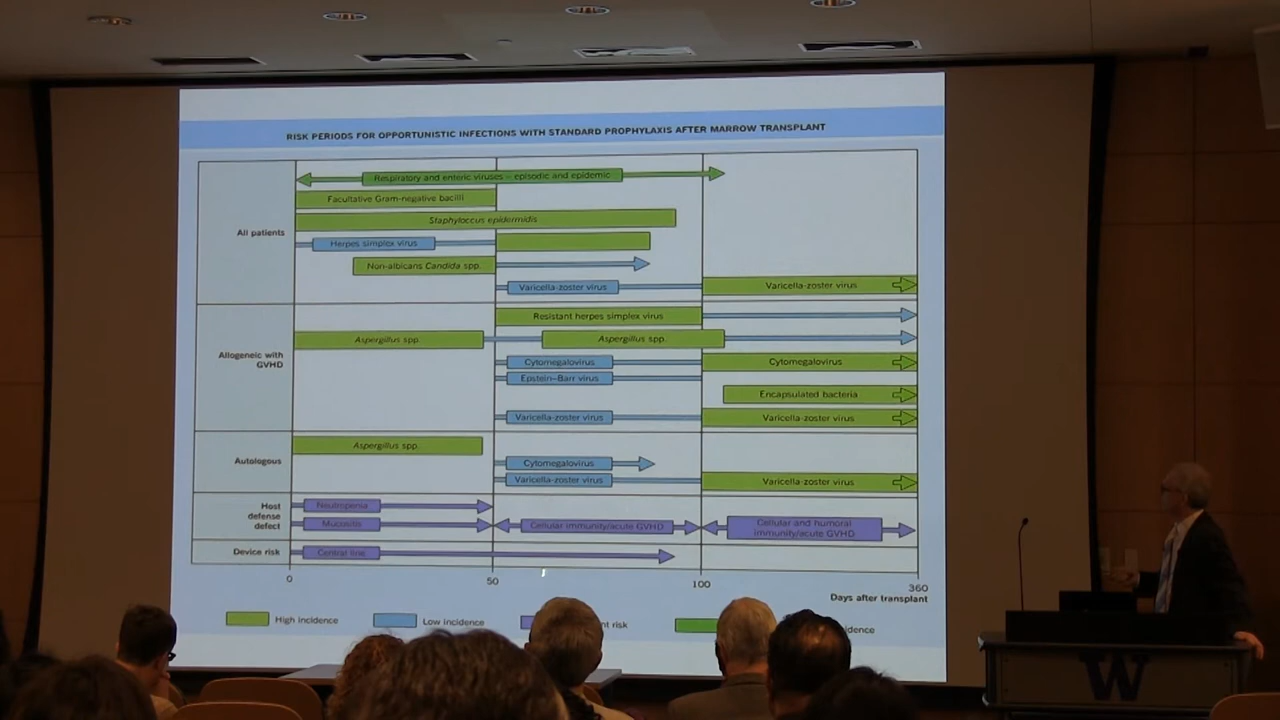 RISK PERIODS FOR OPPORTUNISTIC INFECTIONS WITH STANDARD PROPHYLAXIS AFTER MARROW TRANSPLANT
All patients
Respiratory and enteric viruses – episodic and epidemic
Facultative Gram-negative bacilli
Staphyloccus epidermidis
Herpes simplex virus
Non-albicans Candida spp.
Varicella-zoster virus
Varicella-zoster virus
Allogeneic with
GVHD
Resistant herpes simplex virus
Aspergillus spp.
Aspergillus spp.
Cytomegalovirus
Cytomegalovirus
Epstein–Barr virus
Encapsulated bacteria
Varicella-zoster virus
Varicella-zoster virus
Autologous
Aspergillus spp.
Cytomegalovirus
Varicella-zoster virus
Varicella-zoster virus
Host
defense
defect
Neutropenia
Mucositis
Cellular immunity/acute GVHD
Cellular and humoral
immunity/acute GVHD
Device risk
Central line
0
50
100
360
Days after transplant
High incidence
Low incidence
risk
W